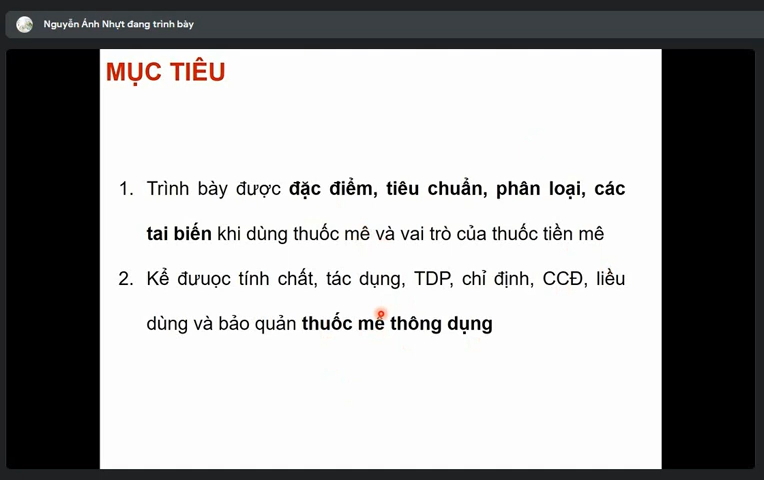 Nguyễn Ánh Nhựt đang trình bày
MỤC TIÊU
1. Trình bày được đặc điểm, tiêu chuẩn, phân loại, các
tai biến khi dùng thuốc mê và vai trò của thuốc tiền mê
2. Kể đưuọc tính chất, tác dụng, TDP, chỉ định, CCĐ, liều
dùng và bảo quản thuốc mê thông dụng